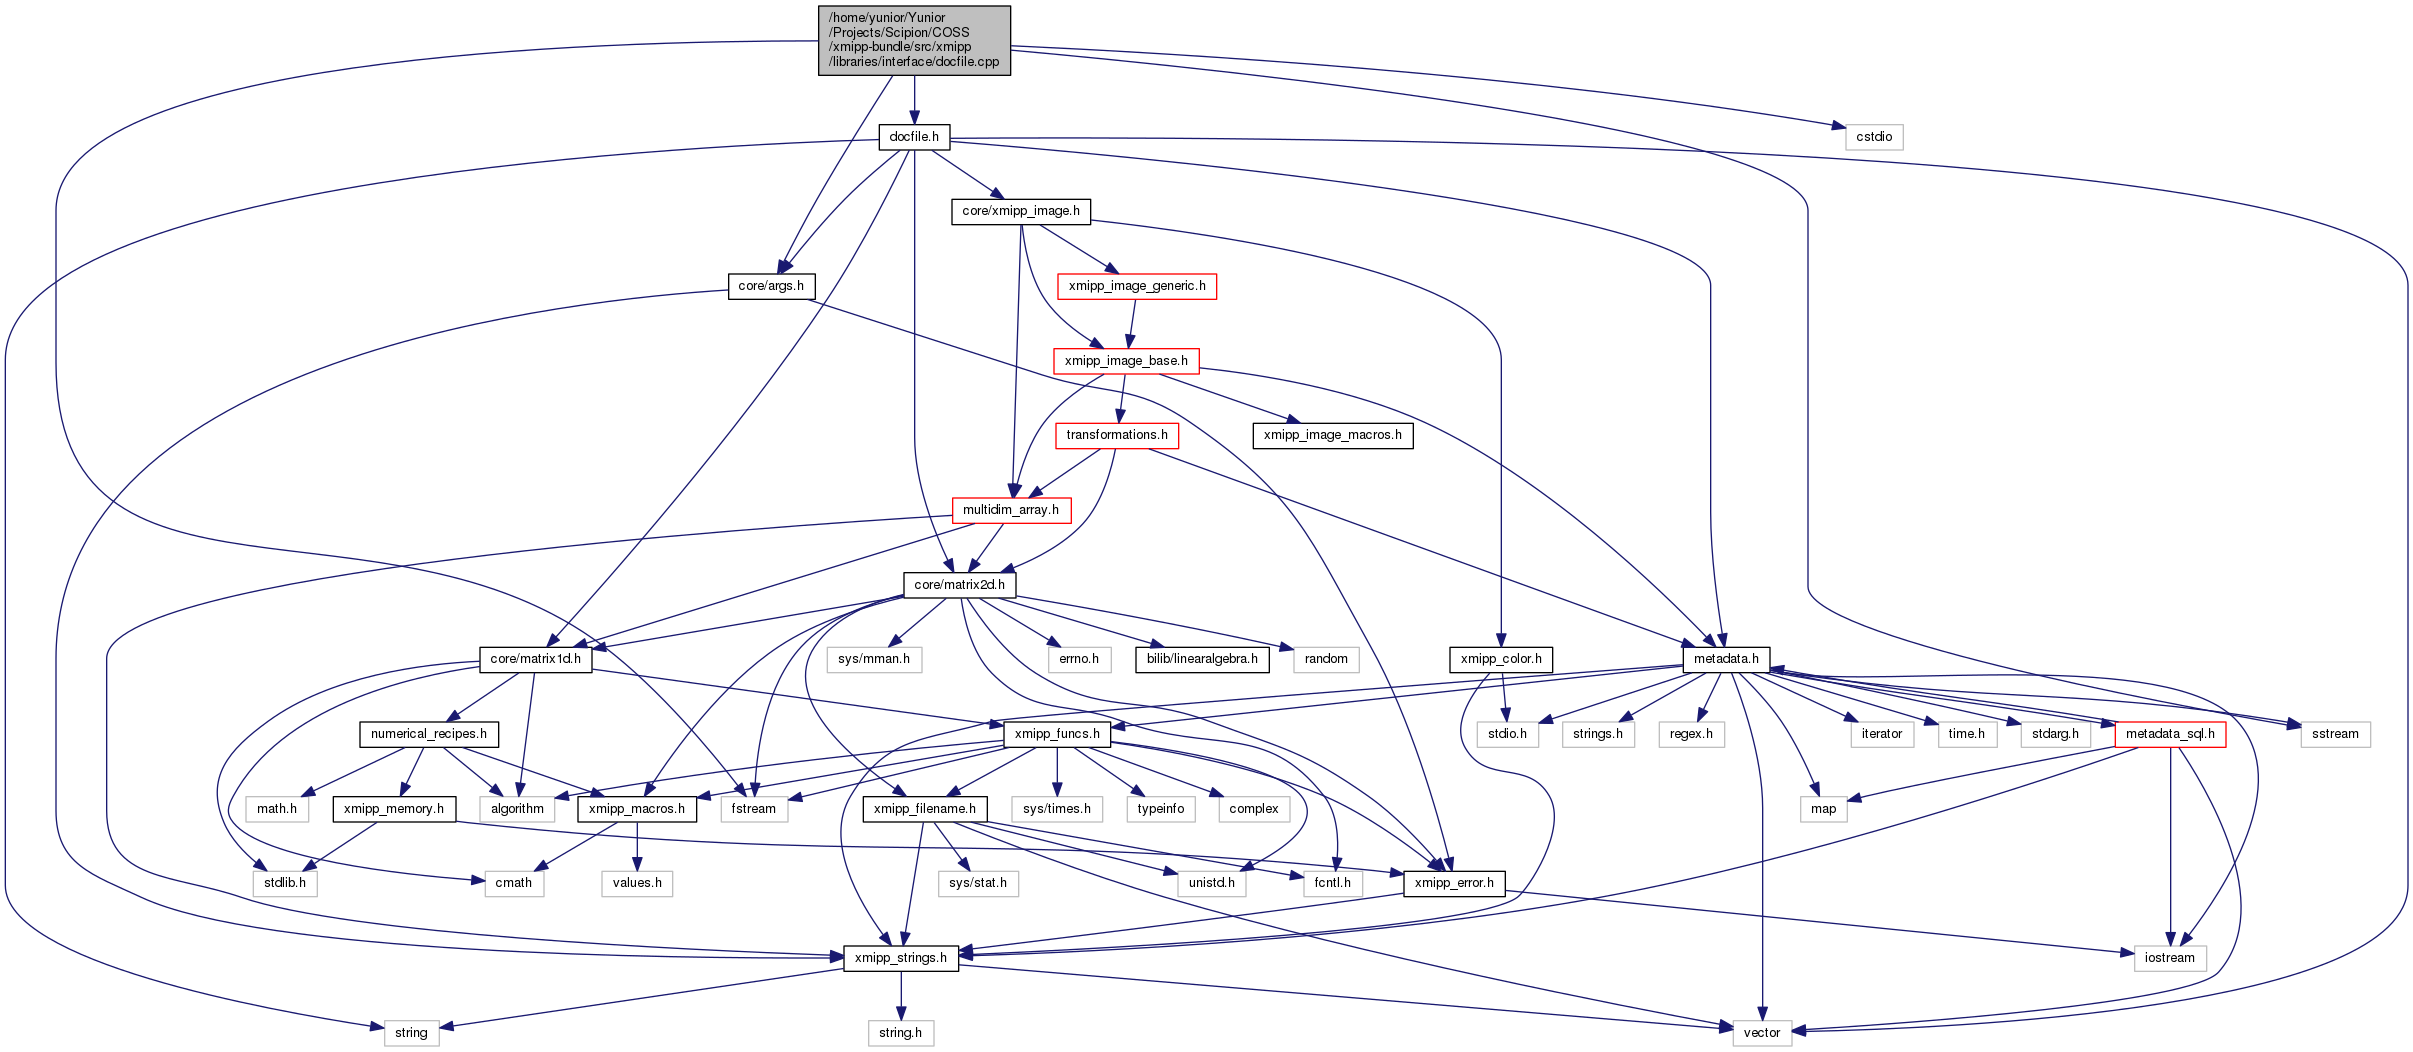 /home/yunior/Yunior
/Projects/Scipion/COSS
/xmipp-bundle/src/xmipp
/libraries/interface/docfile.cpp
docfile.h
cstdio
core/xmipp_image.h
core/args.h
xmipp_image_generic.h
xmipp_image_base.h
transformations.h
xmipp_image_macros.h
multidim_array.h
core/matrix2d.h
core/matrix1d.h
sys/mman.h
errno.h
bilib/linearalgebra.h
random
xmipp_color.h
metadata.h
numerical_recipes.h
xmipp_funcs.h
stdio.h
strings.h
regex.h
iterator
time.h
stdarg.h
metadata_sql.h
sstream
math.h
xmipp_memory.h
algorithm
xmipp_macros.h
fstream
xmipp_filename.h
sys/times.h
typeinfo
complex
map
stdlib.h
cmath
values.h
sys/stat.h
unistd.h
fcntl.h
xmipp_error.h
xmipp_strings.h
iostream
string
string.h
vector